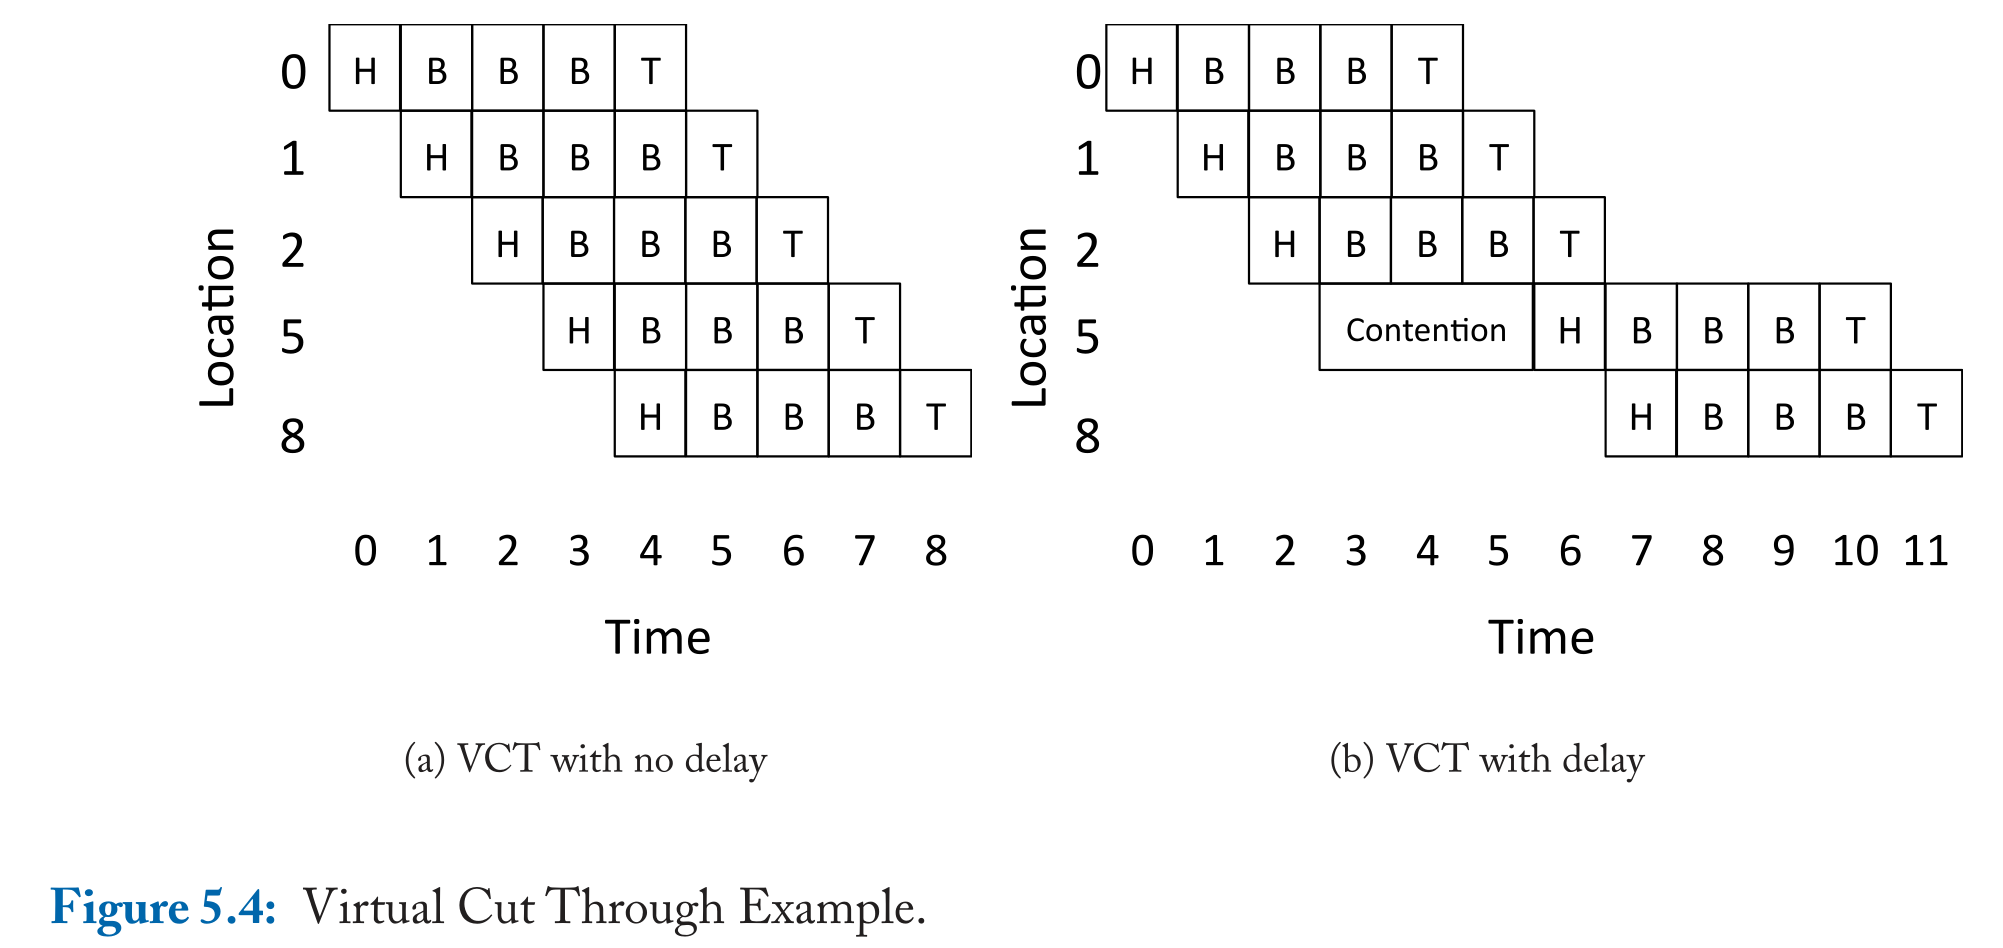 0 H B B B T
1 H B B B T
2 H B B B T
5 H B B B T
8 H B B B T
Location
0 1 2 3 4 5 6 7 8
Time
(a) VCT with no delay
0 H B B B T
1 H B B B T
2 H B B B T
5 Contention H B B B T
8 H B B B T
Location
0 1 2 3 4 5 6 7 8 9 10 11
Time
(b) VCT with delay
Figure 5.4: Virtual Cut Through Example.